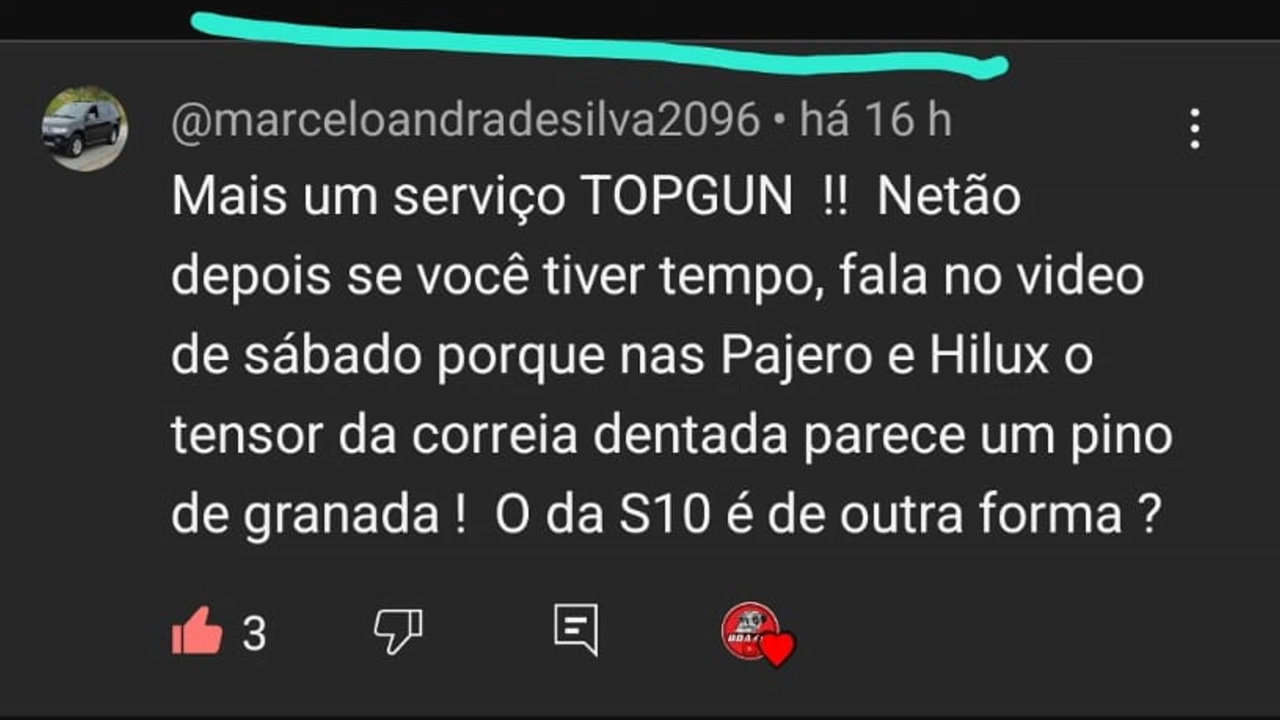 @marceloandradesilva2096 • há 16 h
Mais um serviço TOPGUN !! Netão
depois se você tiver tempo, fala no video
de sábado porque nas Pajero e Hilux o
tensor da correia dentada parece um pino
de granada ! O da S10 é de outra forma ?
3